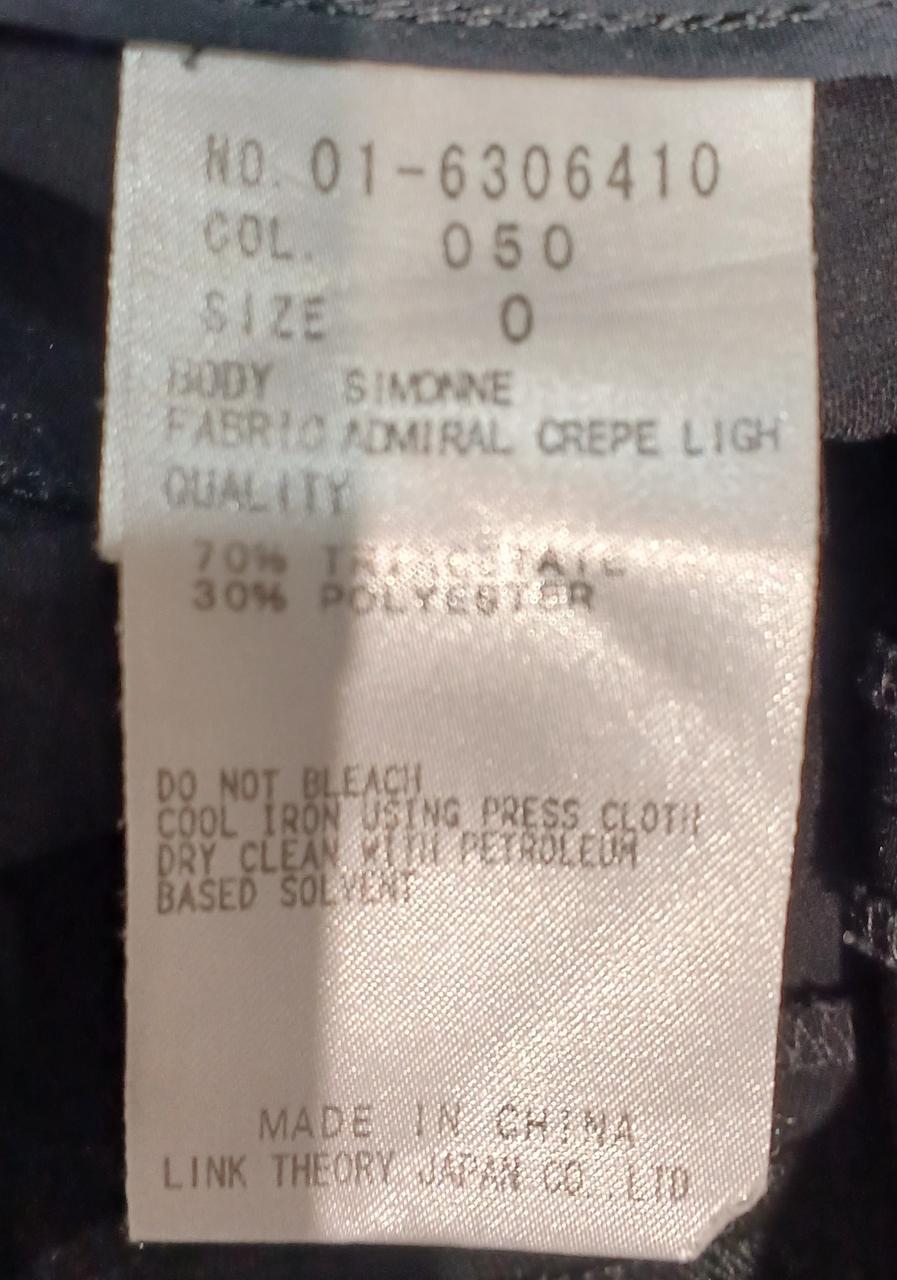 NO. 01-6306410
COL. 050
SIZE 0
BODY SIMONNE
FABRIC ADMIRAL CREPE LIGH
QUALITY
70% TRIACETATE
30% POLYESTER
DO NOT BLEACH
COOL IRON USING PRESS CLOTH
DRY CLEAN WITH PETROLEUM
BASED SOLVENT
MADE IN CHINA
LINK THEORY JAPAN CO.,LTD